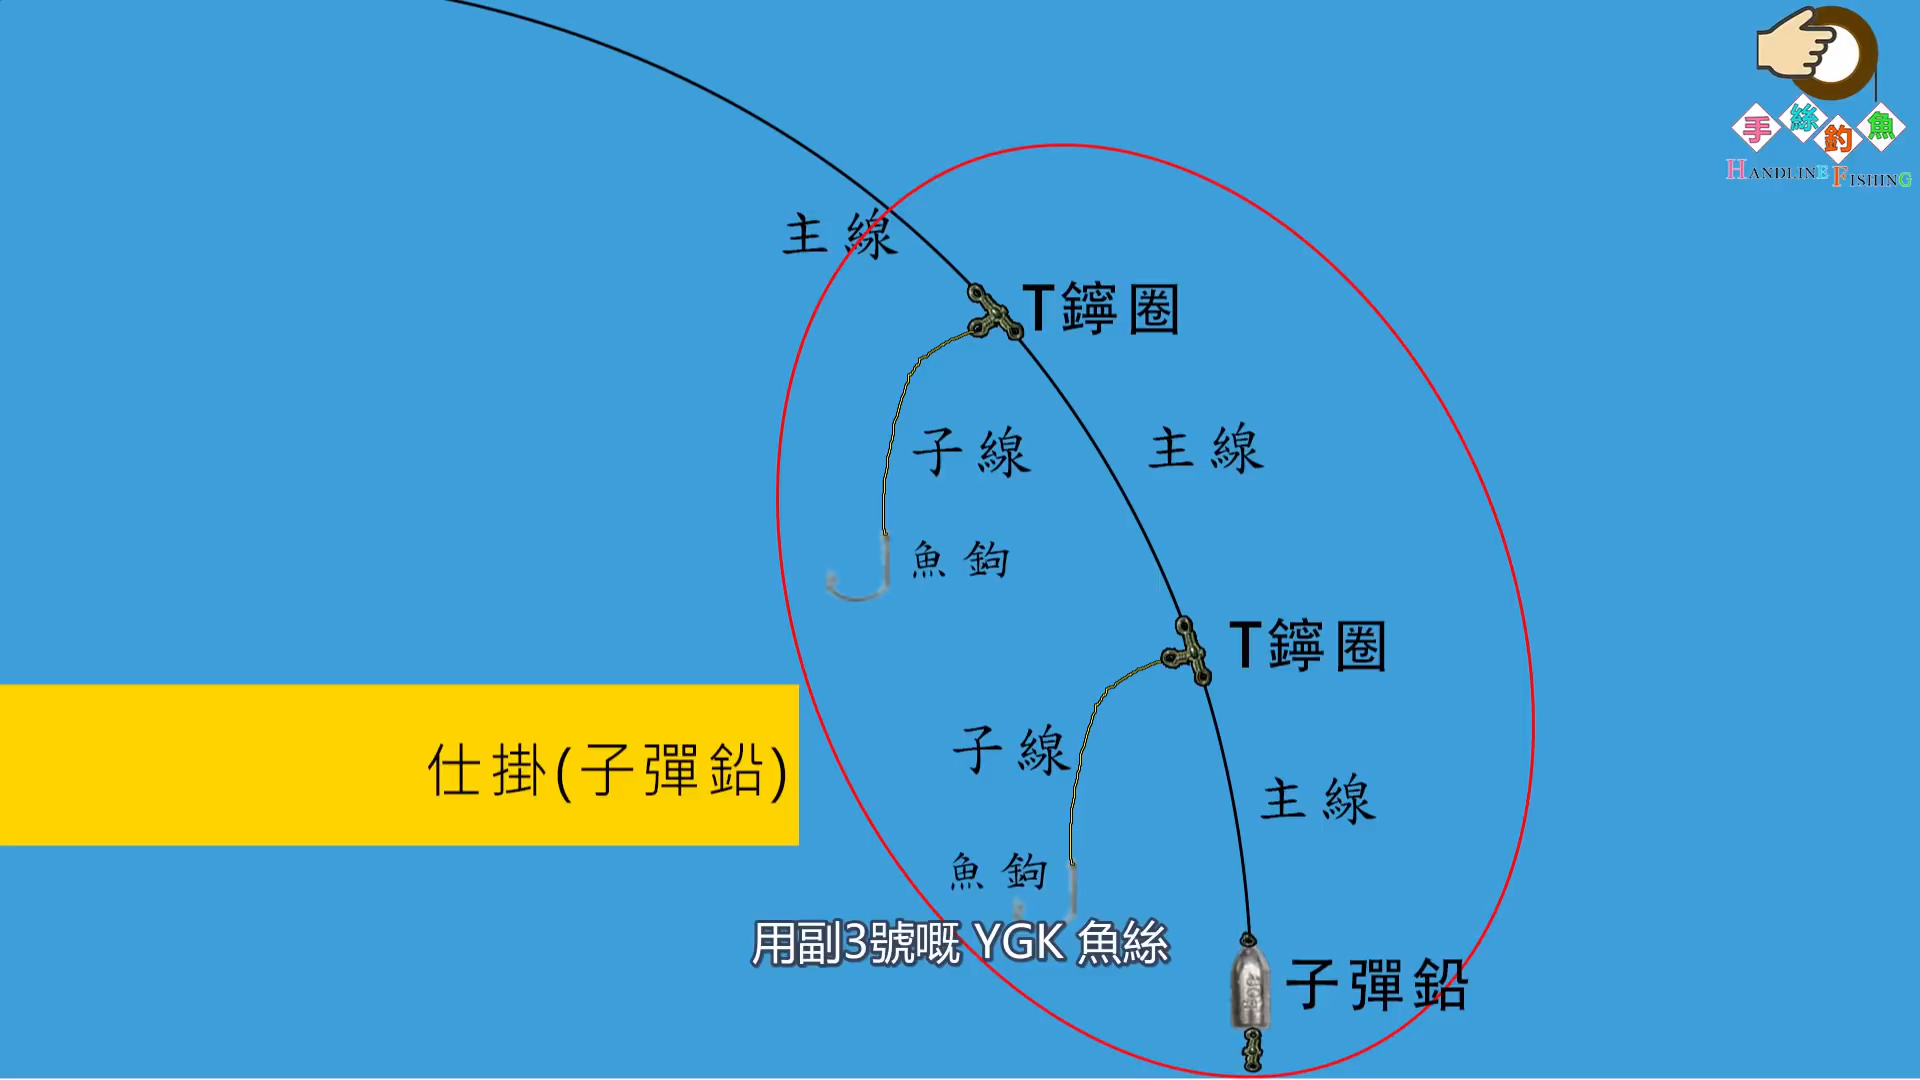 手絲釣魚
HANDLINE FISHING
主線
T鑏圈
子線
主線
魚鉤
T鑏圈
子線
仕掛(子彈鉛)
主線
魚鉤
用副3號嘅 YGK 魚絲
子彈鉛